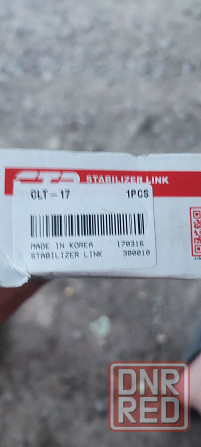 CTR STABILIZER LINK
CLT-17 1PCS
MADE IN KOREA 170316
STABILIZER LINK 380010
DNR
RED